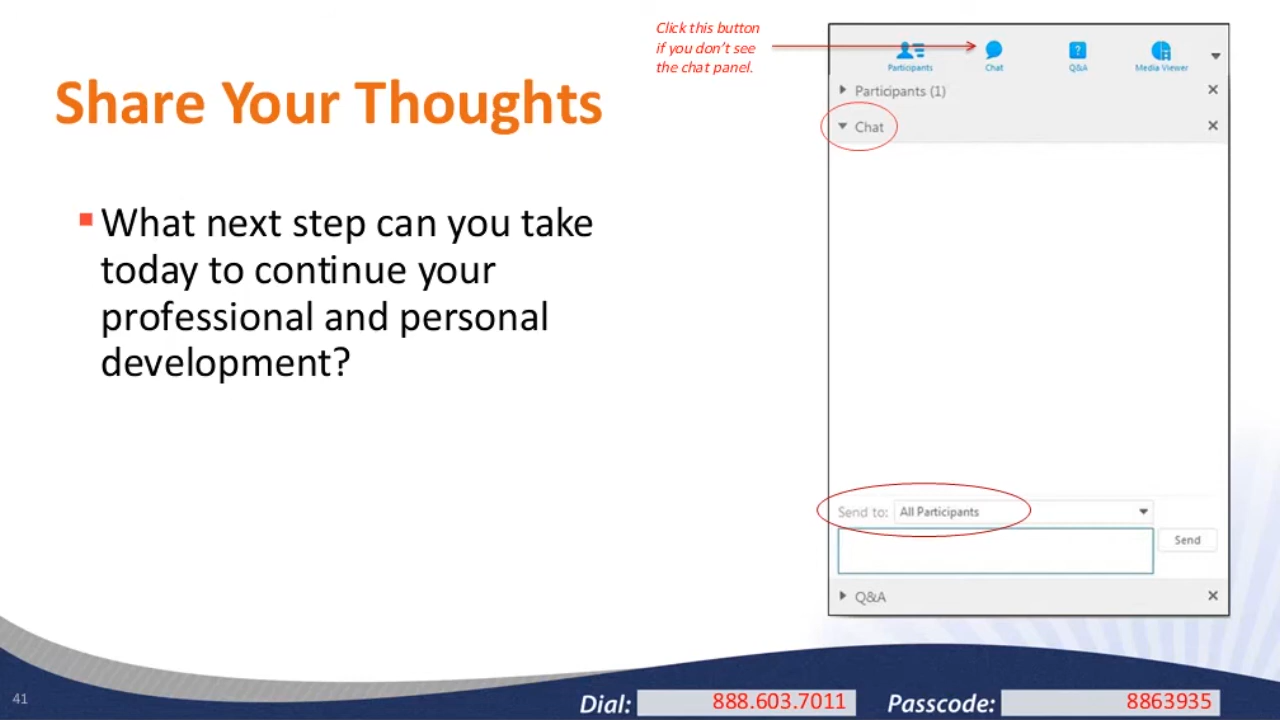 Share Your Thoughts
What next step can you take
today to continue your
professional and personal
development?
Click this button
if you don't see
the chat panel.
Participants
Chat
Q&A
Media Viewer
Participants (1)
Chat
Send to: All Participants
Send
Q&A
41
Dial: 888.603.7011 Passcode: 8863935